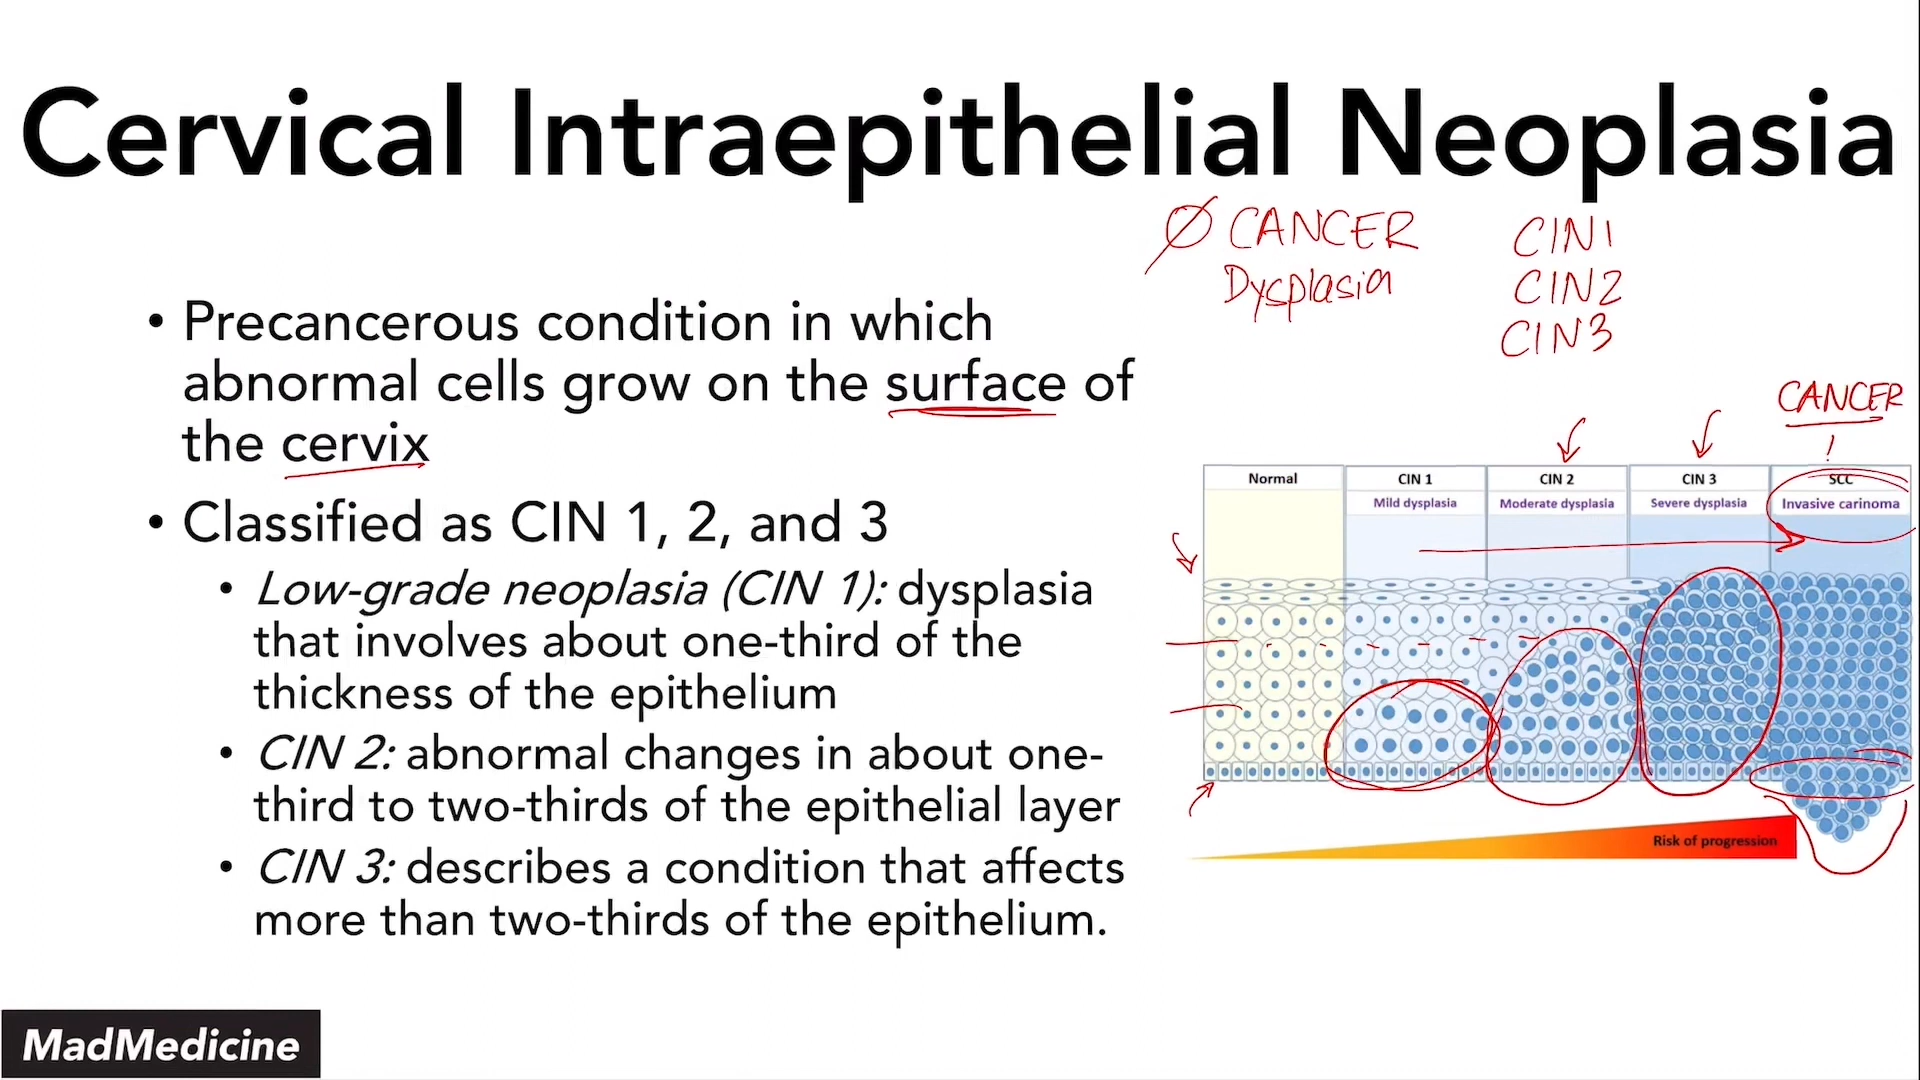 Cervical Intraepithelial Neoplasia
Ø CANCER
Dysplasia
CIN1
CIN2
CIN3
• Precancerous condition in which
abnormal cells grow on the surface of
the cervix
• Classified as CIN 1, 2, and 3
• Low-grade neoplasia (CIN 1): dysplasia
that involves about one-third of the
thickness of the epithelium
• CIN 2: abnormal changes in about one-
third to two-thirds of the epithelial layer
• CIN 3: describes a condition that affects
more than two-thirds of the epithelium.
CANCER
Normal CIN 1 CIN 2 CIN 3 SCC
Mild dysplasia Moderate dysplasia Severe dysplasia Invasive carinoma
Risk of progression
MadMedicine